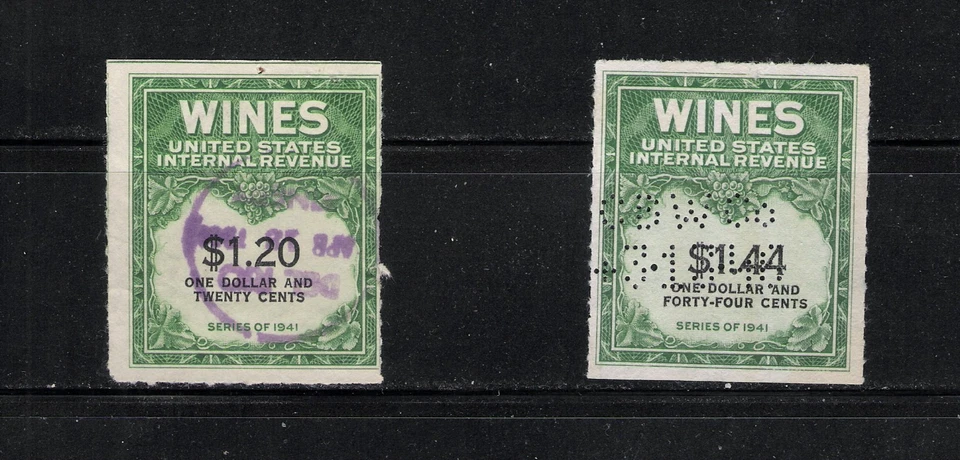 WINES
UNITED STATES
INTERNAL REVENUE
$1.20
ONE DOLLAR AND
TWENTY CENTS
SERIES OF 1941
WINES
UNITED STATES
INTERNAL REVENUE
$1.44
ONE DOLLAR AND
FORTY-FOUR CENTS
SERIES OF 1941